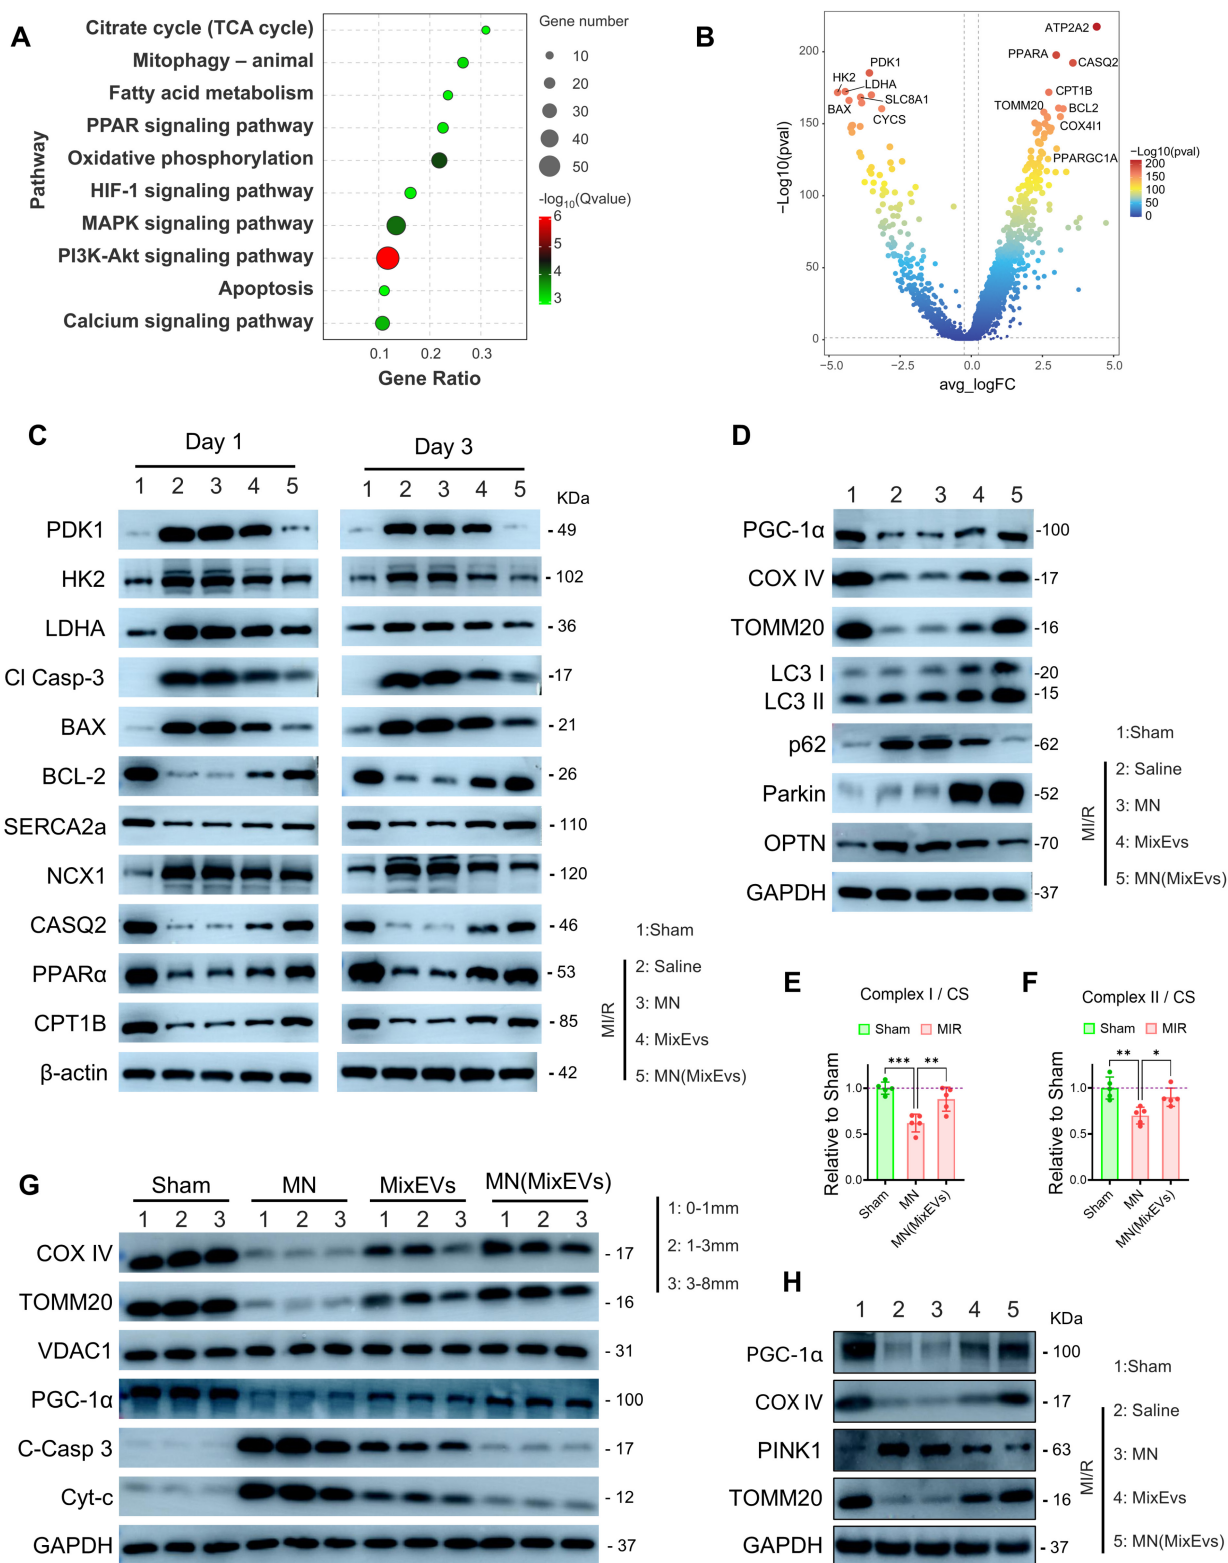 A
Citrate cycle (TCA cycle)
Mitophagy – animal
Fatty acid metabolism
PPAR signaling pathway
Oxidative phosphorylation
HIF-1 signaling pathway
MAPK signaling pathway
PI3K-Akt signaling pathway
Apoptosis
Calcium signaling pathway
Pathway
0.1 0.2 0.3
Gene Ratio
Gene number
10
20
30
40
50
-log10(Qvalue)
6
5
4
3
B
ATP2A2
PPARA
CASQ2
PDK1
HK2
LDHA
CPT1B
SLC8A1
TOMM20
BCL2
BAX
CYCS
COX4I1
PPARGC1A
200
150
100
50
0
−Log10(pval)
−5.0 −2.5 0.0 2.5 5.0
avg_logFC
−Log10(pval)
200
150
100
50
0
C
Day 1
Day 3
1 2 3 4 5
1 2 3 4 5
KDa
PDK1 - 49
HK2 - 102
LDHA - 36
Cl Casp-3 -17
BAX - 21
BCL-2 - 26
SERCA2a - 110
NCX1 - 120
CASQ2 - 46
PPARα - 53
CPT1B - 85
β-actin - 42
1:Sham
2: Saline
3: MN
4: MixEvs
5: MN(MixEvs)
MI/R
D
1 2 3 4 5
PGC-1α -100
COX IV -17
TOMM20 -16
LC3 I -20
LC3 II -15
p62 -62
Parkin -52
OPTN -70
GAPDH -37
1:Sham
2: Saline
3: MN
4: MixEvs
5: MN(MixEvs)
MI/R
E
Complex I / CS
Sham MIR
*** **
Relative to Sham
1.0
0.5
0.0
Sham
MN
MN(MixEVs)
F
Complex II / CS
Sham MIR
** *
Relative to Sham
1.0
0.5
0.0
Sham
MN
MN(MixEVs)
G
Sham MN MixEVs MN(MixEVs)
1 2 3 1 2 3 1 2 3 1 2 3
COX IV - 17
TOMM20 - 16
VDAC1 - 31
PGC-1α - 100
C-Casp 3 - 17
Cyt-c - 12
GAPDH - 37
1: 0-1mm
2: 1-3mm
3: 3-8mm
H
1 2 3 4 5
KDa
PGC-1α - 100
COX IV - 17
PINK1 - 63
TOMM20 - 16
GAPDH - 37
1:Sham
2: Saline
3: MN
4: MixEvs
5: MN(MixEvs)
MI/R